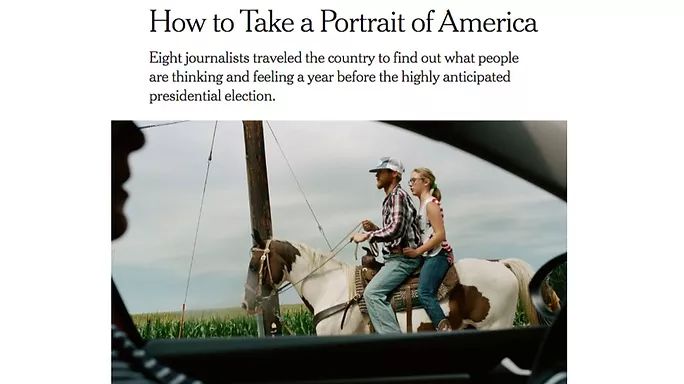 How to Take a Portrait of America
Eight journalists traveled the country to find out what people
are thinking and feeling a year before the highly anticipated
presidential election.